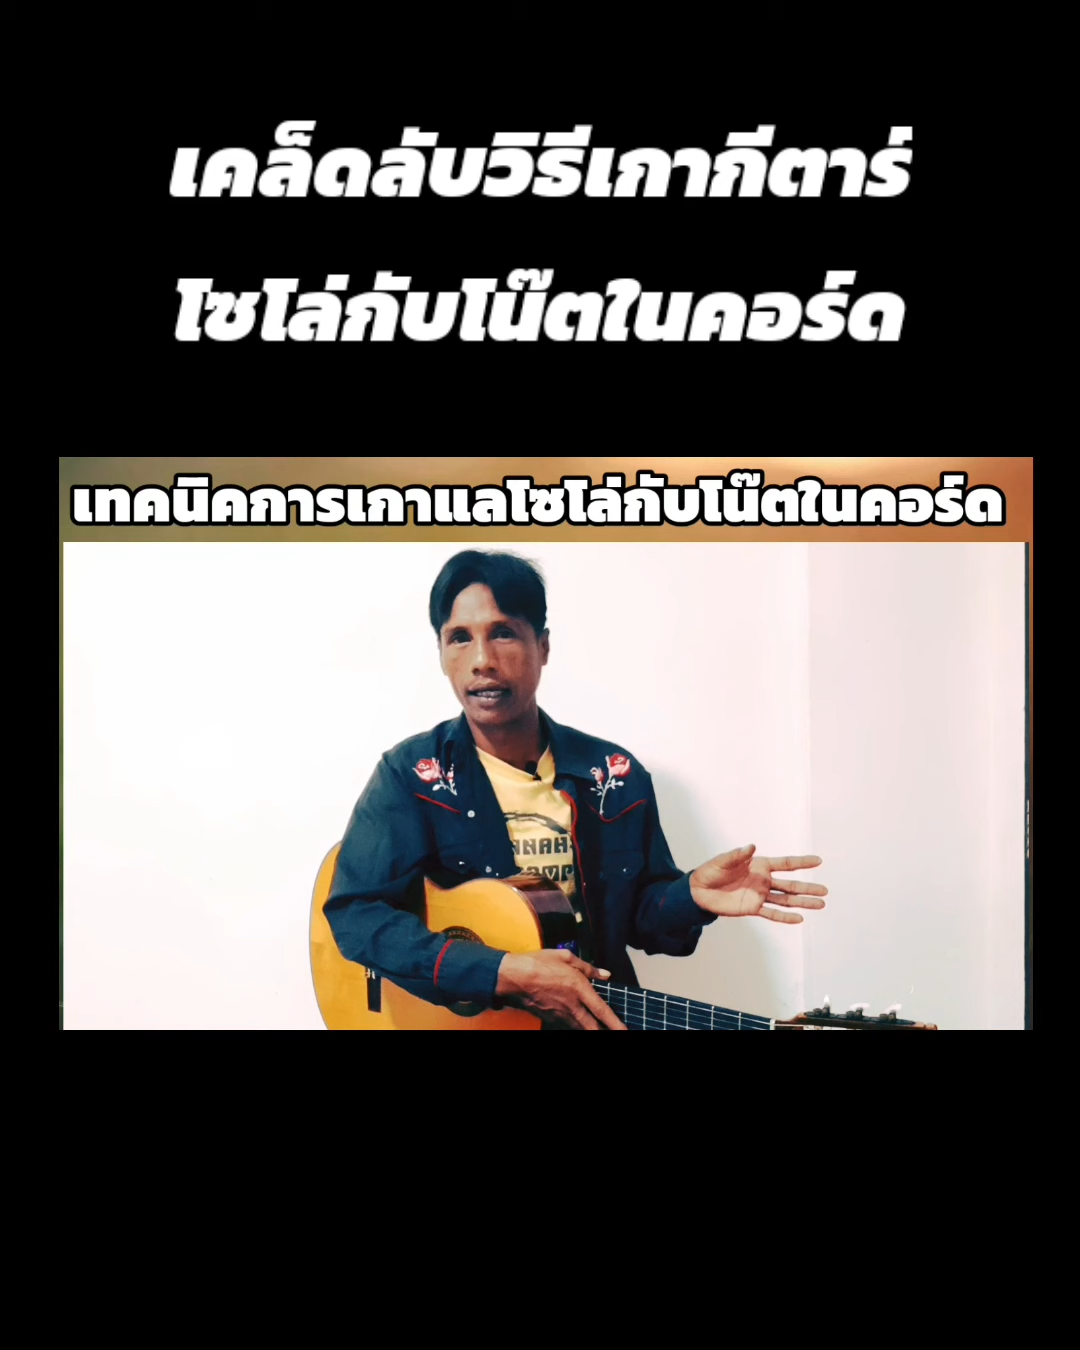 เคล็ดลับวิธีเกากีตาร์
โซโล่กับโน๊ตในคอร์ด
เทคนิคการเกาแลโซโล่กับโน๊ตในคอร์ด